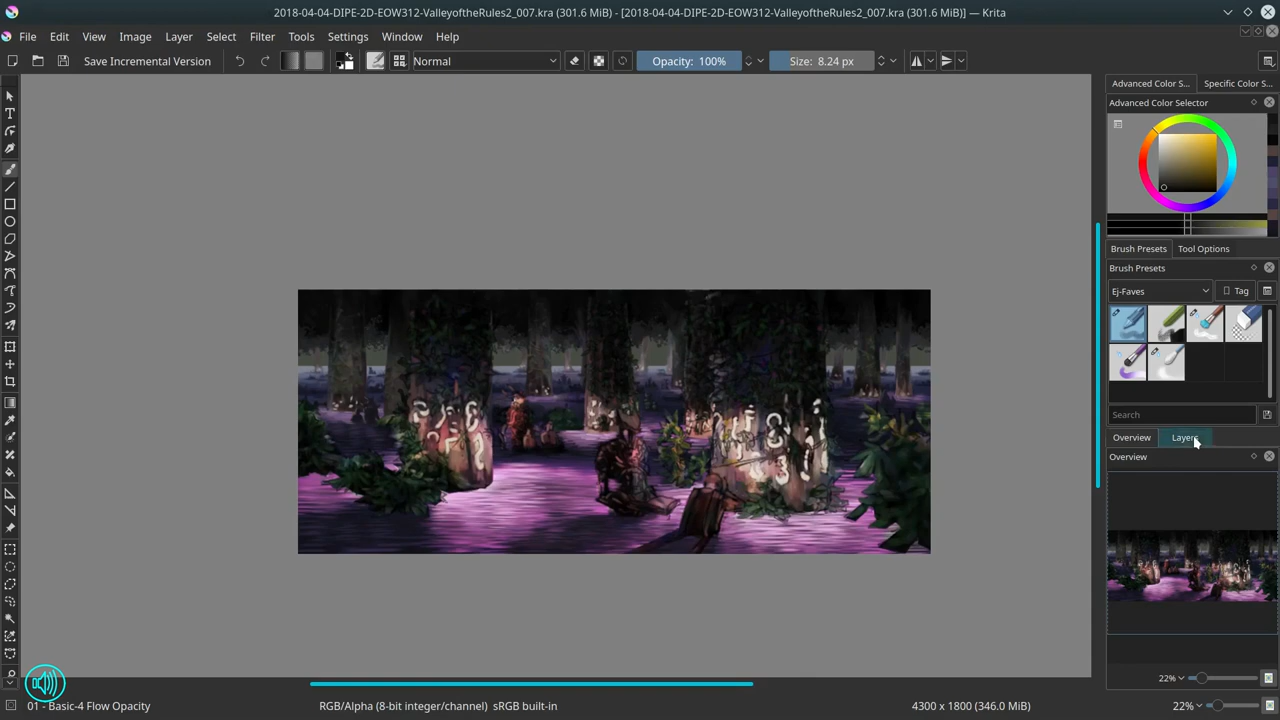 2018-04-04-DIPE-2D-EOW312-ValleyoftheRules2_007.kra (301.6 MiB) - [2018-04-04-DIPE-2D-EOW312-ValleyoftheRules2_007.kra (301.6 MiB)] — Krita
File Edit View Image Layer Select Filter Tools Settings Window Help
Save Incremental Version Normal Opacity: 100% Size: 8.24 px
Advanced Color S... Specific Color S...
Advanced Color Selector
Brush Presets Tool Options
Brush Presets
Ej-Faves Tag
Search
Overview Layers
Overview
22%
01 - Basic-4 Flow Opacity RGB/Alpha (8-bit integer/channel) sRGB built-in 4300 x 1800 (346.0 MiB) 22%